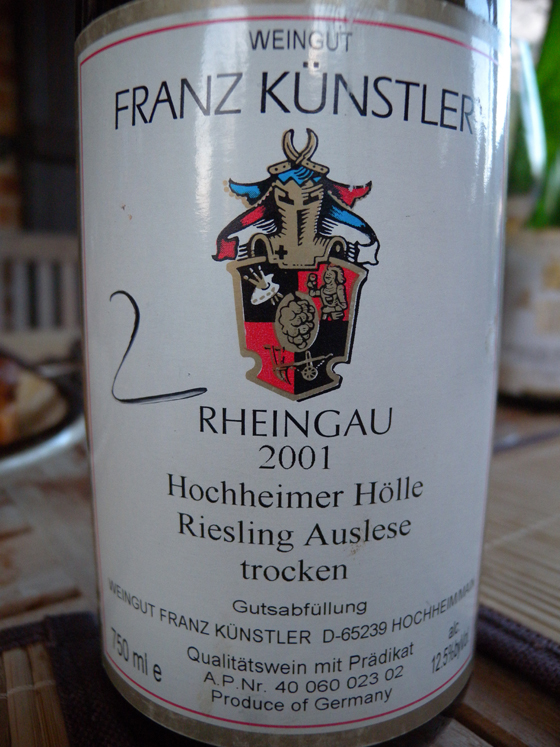 WEINGUT
FRANZ KÜNSTLER
2
RHEINGAU
2001
Hochheimer Hölle
Riesling Auslese
trocken
Gutsabfüllung
WEINGUT FRANZ KÜNSTLER D-65239 HOCHHEIM/MAIN
750 ml e
Qualitätswein mit Prädikat
A.P.Nr. 40 060 023 02
Produce of Germany
alc.
12,5%by Vol.